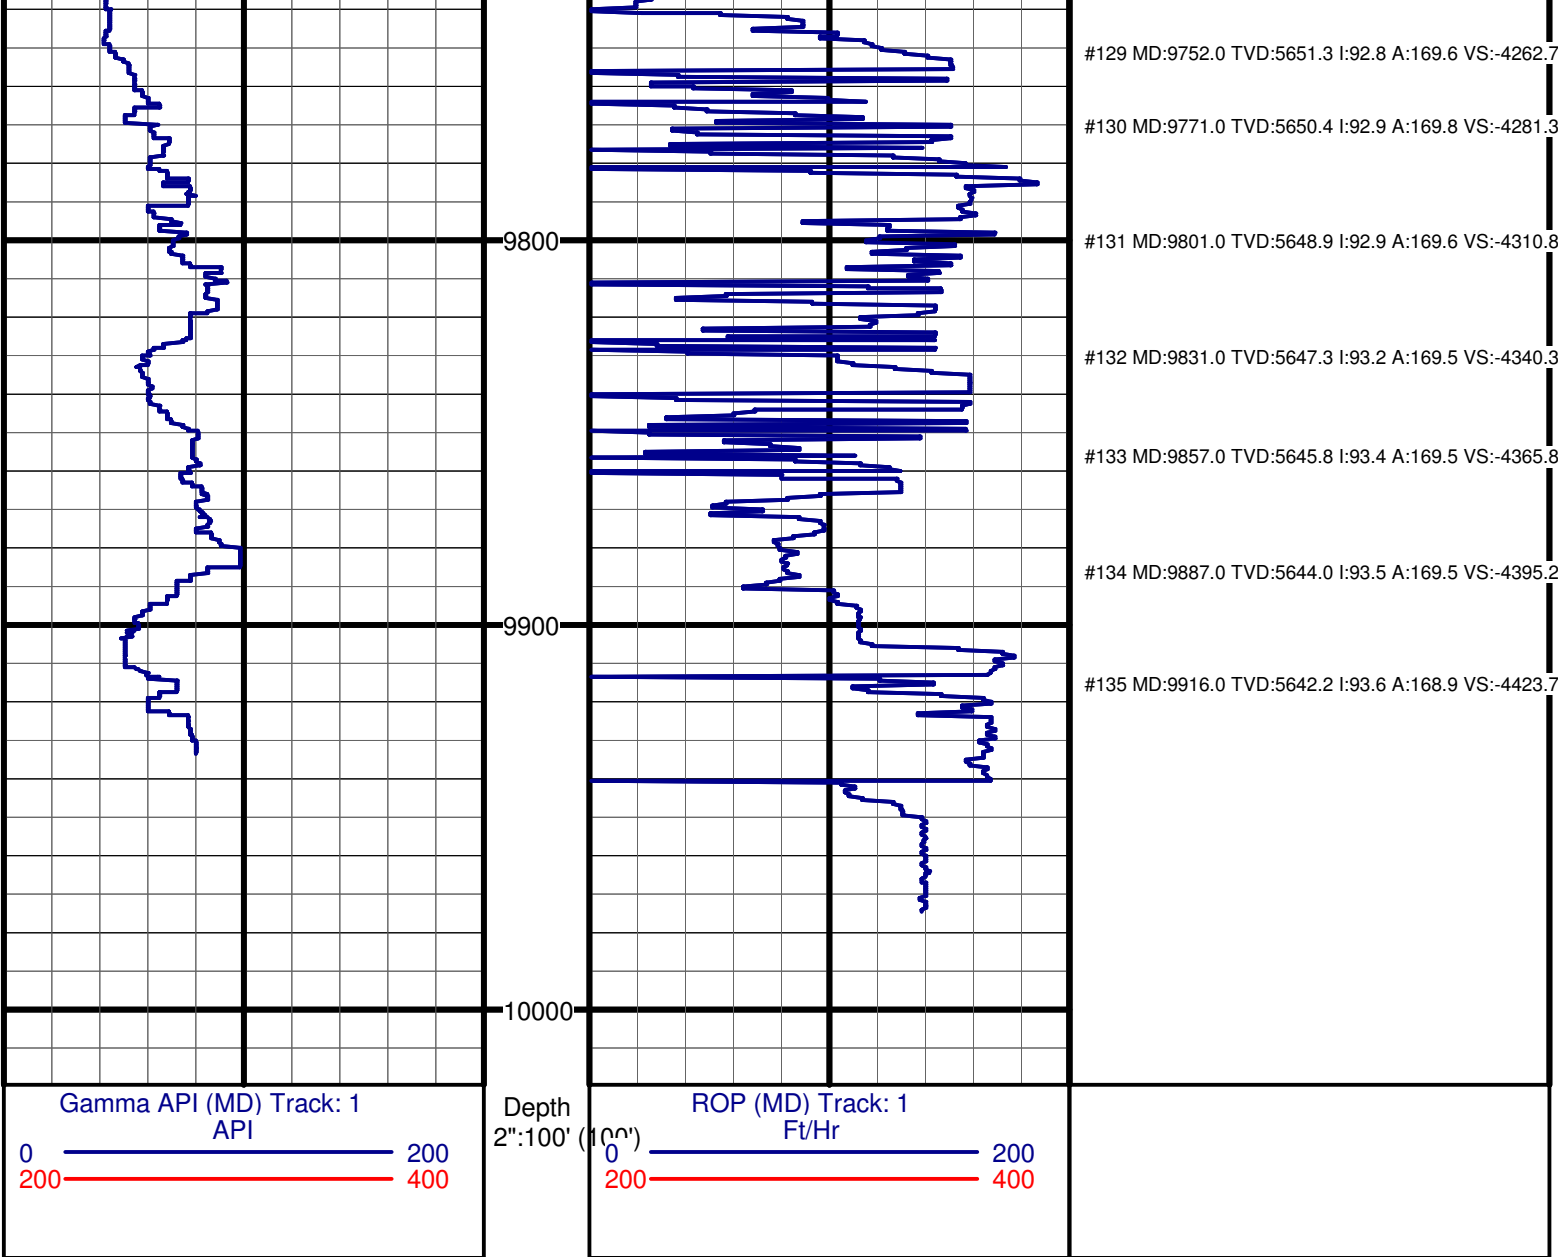 #129 MD:9752.0 TVD:5651.3 I:92.8 A:169.6 VS:-4262.7
#130 MD:9771.0 TVD:5650.4 I:92.9 A:169.8 VS:-4281.3
9800
#131 MD:9801.0 TVD:5648.9 I:92.9 A:169.6 VS:-4310.8
#132 MD:9831.0 TVD:5647.3 I:93.2 A:169.5 VS:-4340.3
#133 MD:9857.0 TVD:5645.8 I:93.4 A:169.5 VS:-4365.8
#134 MD:9887.0 TVD:5644.0 I:93.5 A:169.5 VS:-4395.2
9900
#135 MD:9916.0 TVD:5642.2 I:93.6 A:168.9 VS:-4423.7
10000
Gamma API (MD) Track: 1
API
0 200
200 400
Depth
2":100' (100')
ROP (MD) Track: 1
Ft/Hr
0 200
200 400